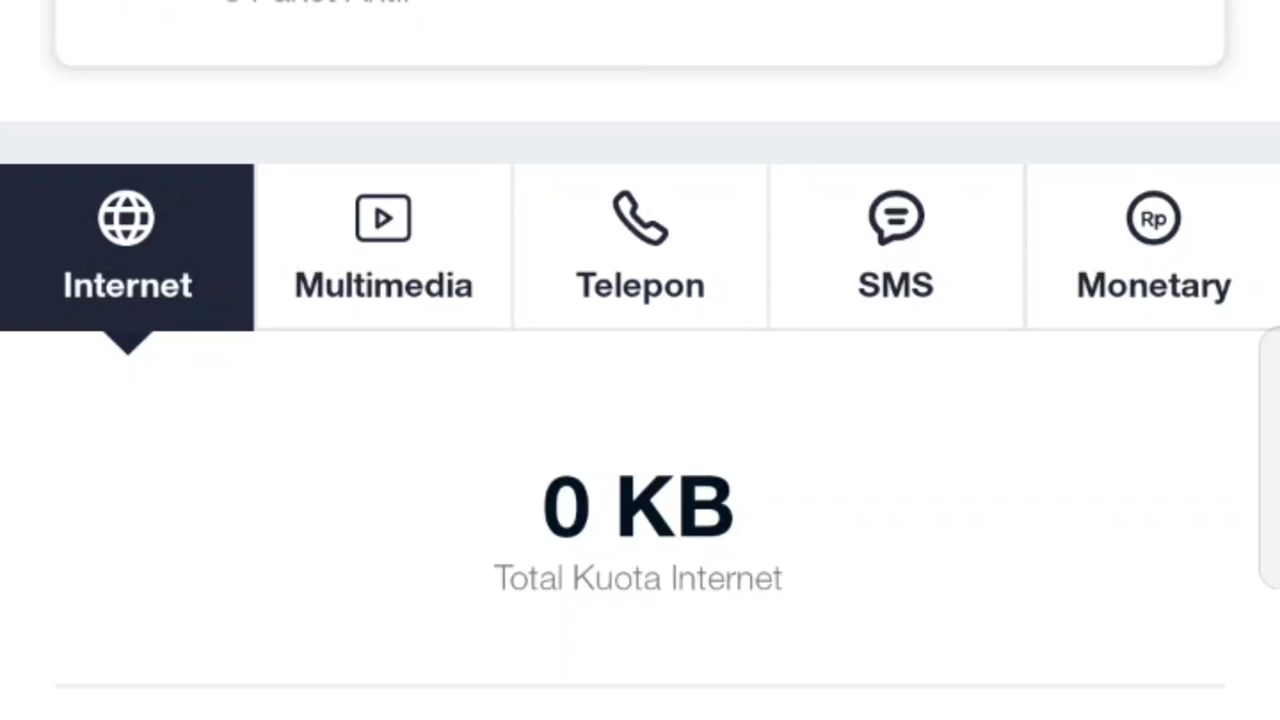 Internet
Multimedia
Telepon
SMS
Rp
Monetary
0 KB
Total Kuota Internet